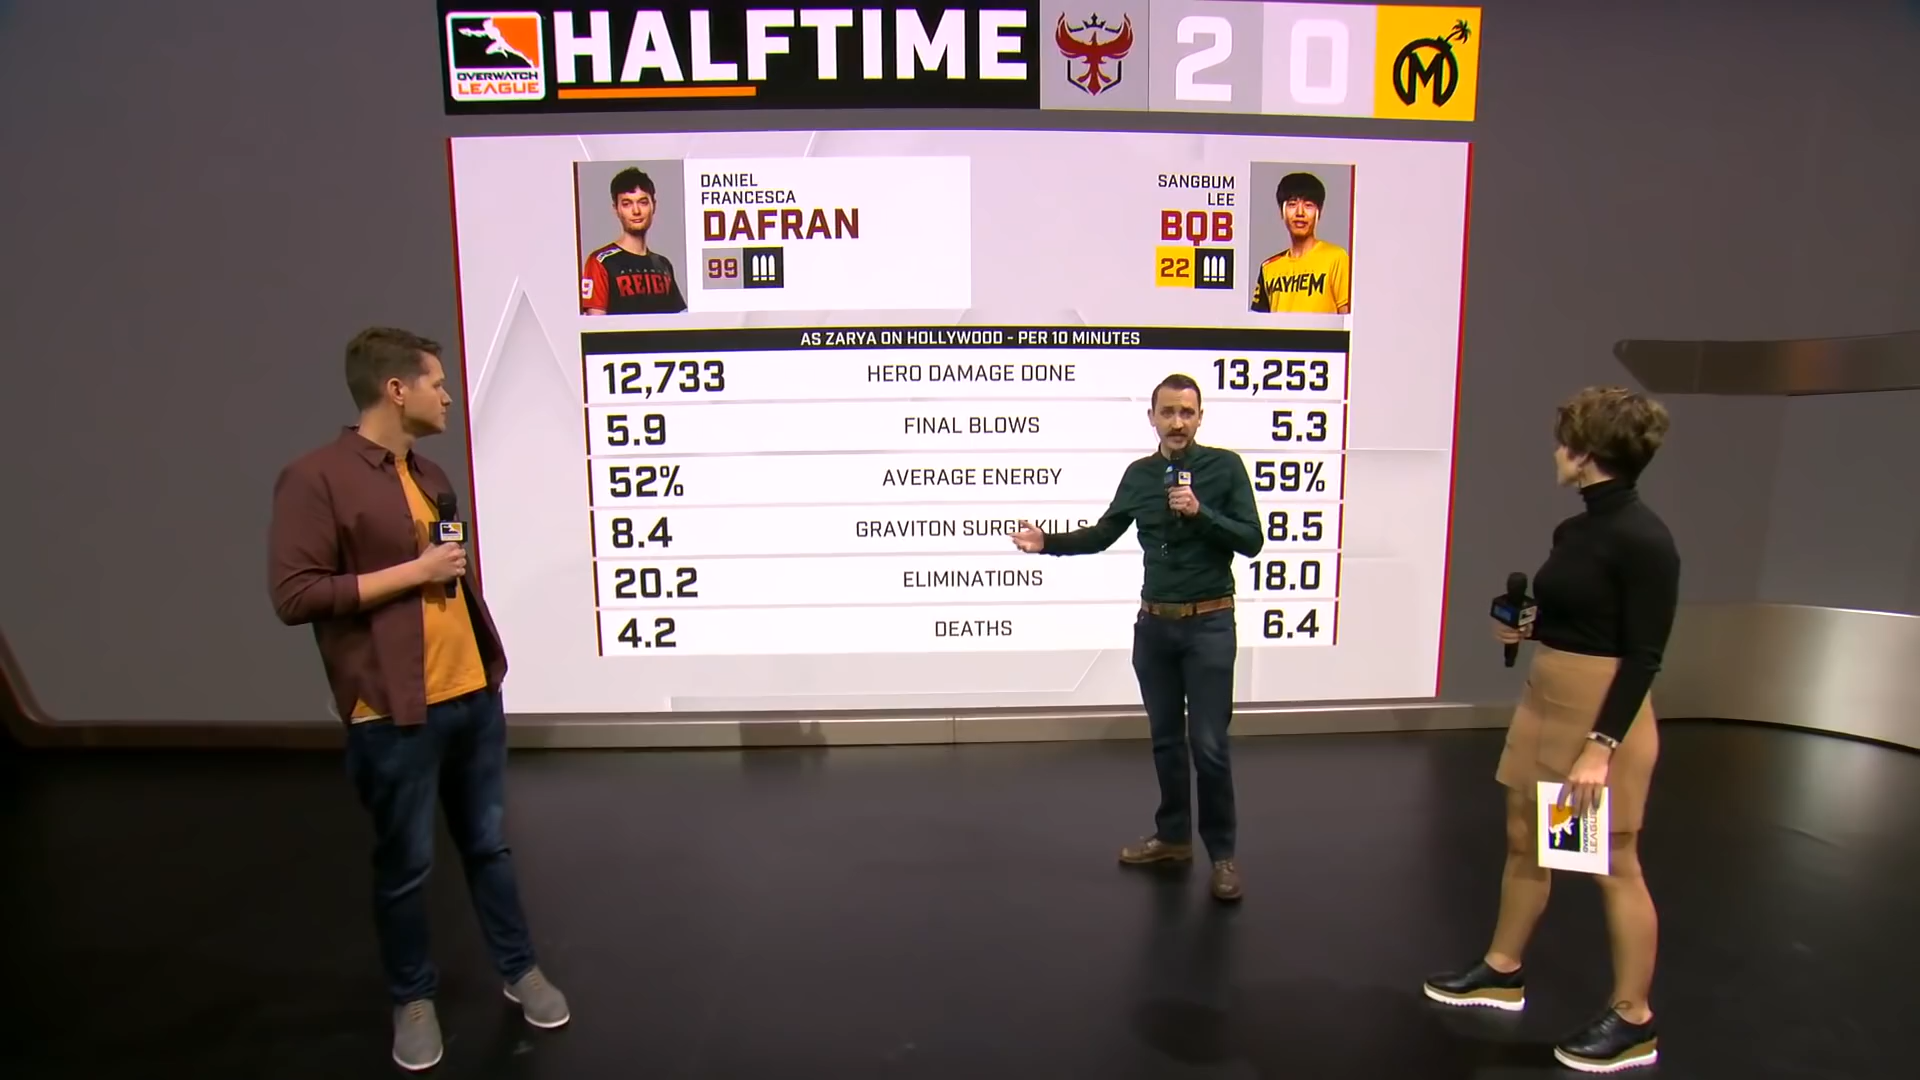 HALFTIME
OVERWATCH
LEAGUE
2 0
M
DANIEL
FRANCESCA
DAFRAN
99
REIGN
SANGBUM
LEE
BQB
22
MAYHEM
AS ZARYA ON HOLLYWOOD - PER 10 MINUTES
12,733 HERO DAMAGE DONE 13,253
5.9 FINAL BLOWS 5.3
52% AVERAGE ENERGY 59%
8.4 GRAVITON SURGE KILLS 8.5
20.2 ELIMINATIONS 18.0
4.2 DEATHS 6.4
OVERWATCH
LEAGUE